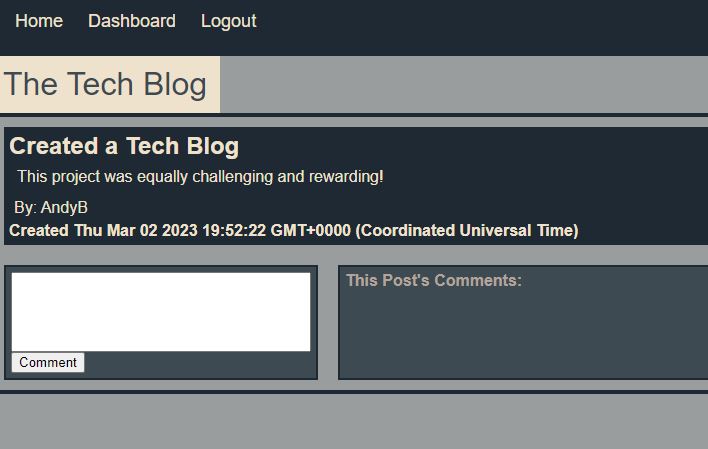 Home Dashboard Logout
The Tech Blog
Created a Tech Blog
This project was equally challenging and rewarding!
By: AndyB
Created Thu Mar 02 2023 19:52:22 GMT+0000 (Coordinated Universal Time)
This Post's Comments:
Comment